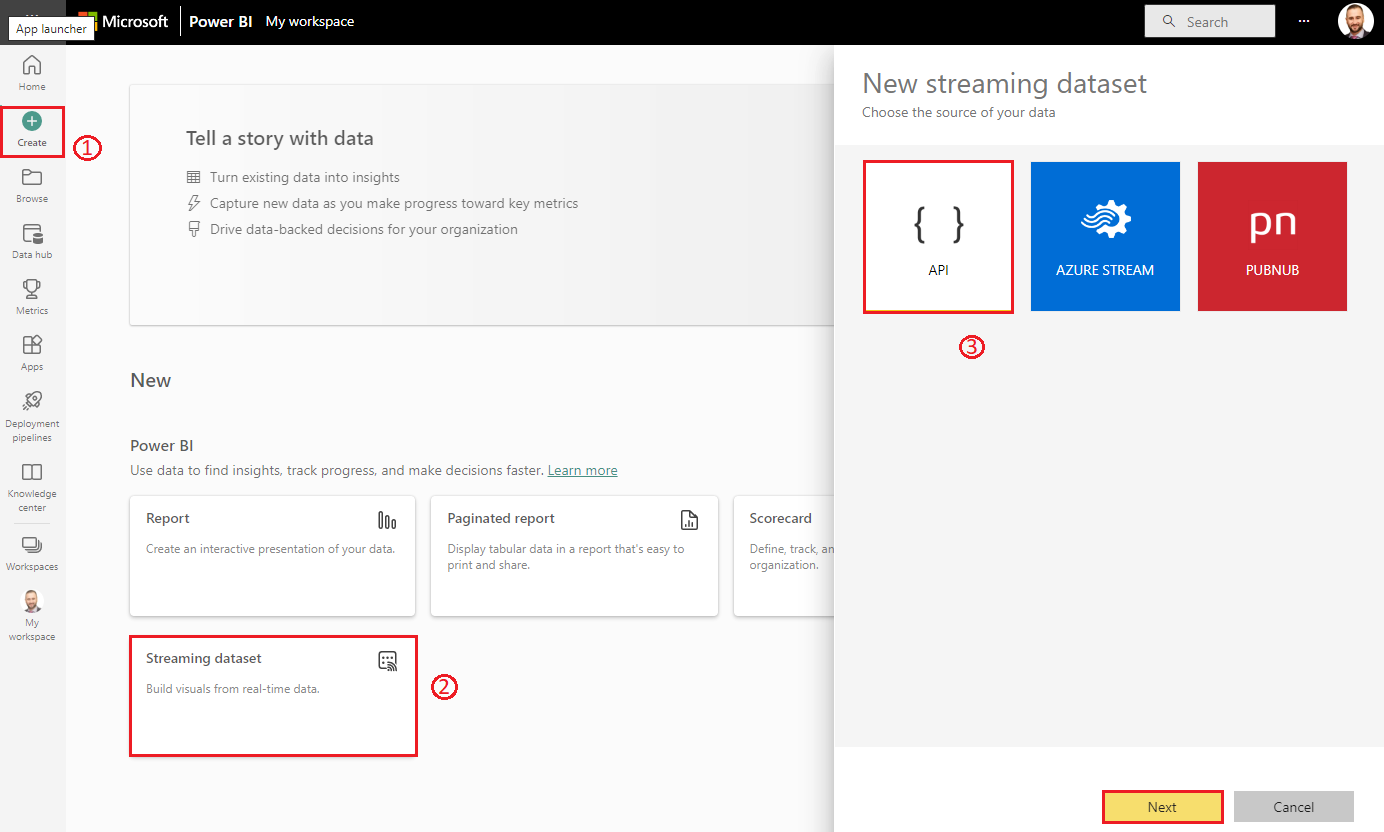 App launcher
Microsoft
Power BI
My workspace
Search
...
Home
Create
①
Browse
Data hub
Metrics
Apps
Deployment
pipelines
Knowledge
center
Workspaces
My
workspace
Tell a story with data
Turn existing data into insights
Capture new data as you make progress toward key metrics
Drive data-backed decisions for your organization
New
Power BI
Use data to find insights, track progress, and make decisions faster. Learn more
Report
Create an interactive presentation of your data.
Paginated report
Display tabular data in a report that's easy to
print and share.
Scorecard
Define, track, an
organization.
Streaming dataset
Build visuals from real-time data.
②
New streaming dataset
Choose the source of your data
{ }
API
AZURE STREAM
pn
PUBNUB
③
Next
Cancel